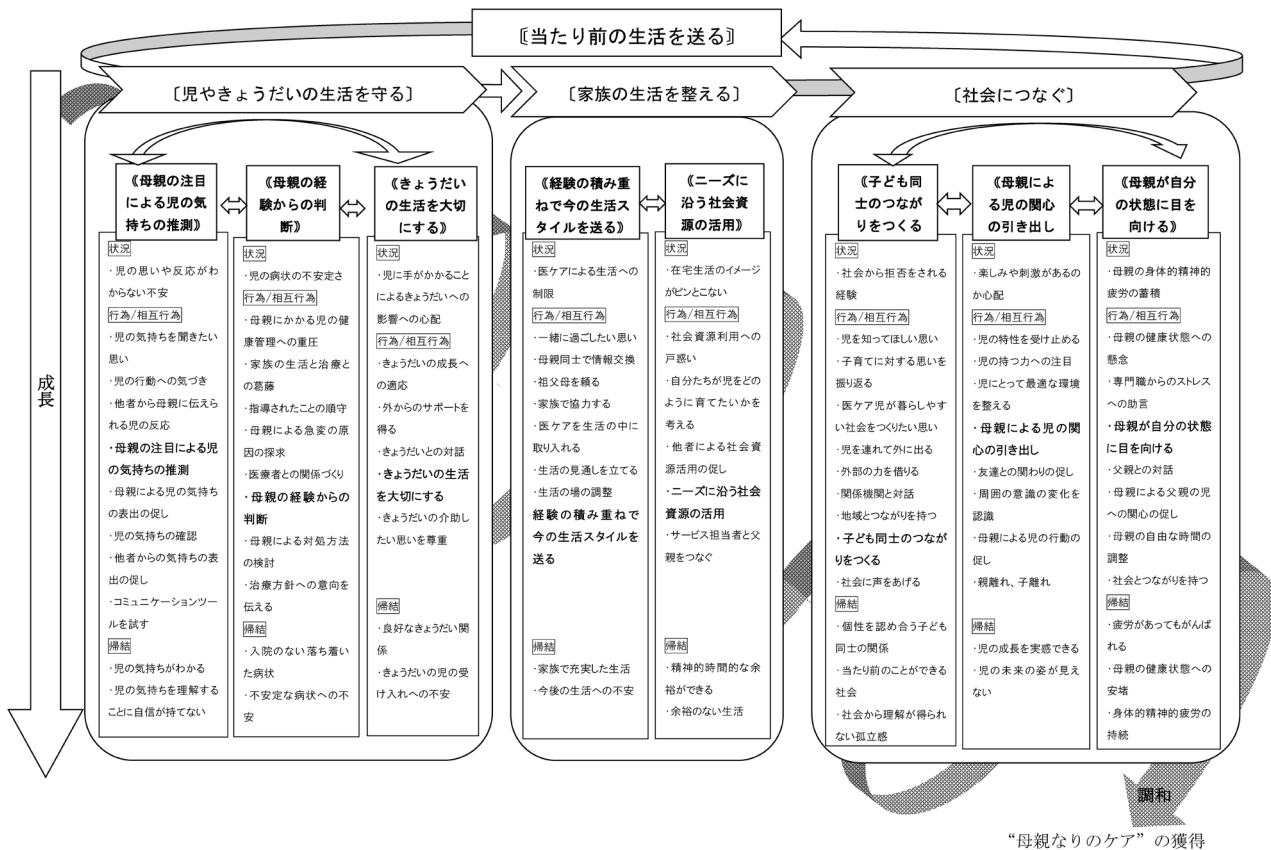 〖当たり前の生活を送る〗
〔児やきょうだいの生活を守る〕
〔家族の生活を整える〕
〔社会につなぐ〕
成長
《母親の注目
による児の気
持ちの推測》
状況
・児の思いや反応がわ
からない不安
行為/相互行為
・児の気持ちを聞きたい
思い
・児の行動への気づき
・他者から母親に伝えら
れる児の反応
・母親の注目による児
の気持ちの推測
・母親による児の気持ち
の表出の促し
・児の気持ちの確認
・他者からの気持ちの表
出の促し
・コミュニケーションツー
ルを試す
帰結
・児の気持ちがわかる
・児の気持ちを理解する
ことに自信が持てない
《母親の経
験からの判
断》
状況
・児の病状の不安定さ
行為/相互行為
・母親にかかる児の健
康管理への重圧
・家族の生活と治療と
の葛藤
・指導されたことの順守
・母親による急変の原
因の探求
・医療者との関係づくり
・母親の経験からの
判断
・母親による対処方法
の検討
・治療方針への意向を
伝える
帰結
・入院のない落ち着い
た病状
・不安定な病状への不
安
《きょうだい
の生活を大切
にする》
状況
・児に手がかかること
によるきょうだいへの
影響への心配
行為/相互行為
・きょうだいの成長へ
の適応
・外からのサポートを
得る
・きょうだいとの対話
・きょうだいの生活
を大切にする
・きょうだいの介助し
たい思いを尊重
帰結
・良好なきょうだい関
係
・きょうだいの児の受
け入れへの不安
《経験の積み重
ねで今の生活ス
タイルを送る》
状況
・医ケアによる生活への
制限
行為/相互行為
・一緒に過ごしたい思い
・母親同士で情報交換
・祖父母を頼る
・家族で協力する
・医ケアを生活の中に
取り入れる
・生活の見通しを立てる
・生活の場の調整
経験の積み重ねで
今の生活スタイルを
送る
帰結
・家族で充実した生活
・今後の生活への不安
《ニーズに
沿う社会資
源の活用》
状況
・在宅生活のイメージ
がピンとこない
行為/相互行為
・社会資源利用への
戸惑い
・自分たちが児をどの
ように育てたいかを
考える
・他者による社会資
源活用の促し
・ニーズに沿う社会
資源の活用
・サービス担当者と父
親をつなぐ
帰結
・精神的時間的な余
裕ができる
・余裕のない生活
《子ども同
士のつなが
りをつくる》
状況
・社会から拒否をされる
経験
行為/相互行為
・児を知ってほしい思い
・子育てに対する思いを
振り返る
・医ケア児が暮らしやす
い社会をつくりたい思い
・児を連れて外に出る
・外部の力を借りる
・関係機関と対話
・地域とつながりを持つ
・子ども同士のつなが
りをつくる
・社会に声をあげる
帰結
・個性を認め合う子ども
同士の関係
・当たり前のことができる
社会
・社会から理解が得られ
ない孤立感
《母親によ
る児の関心
の引き出し
状況
・楽しみや刺激があるの
か心配
行為/相互行為
・児の特性を受け止める
・児の持つ力への注目
・児にとって最適な環境
を整える
・母親による児の関
心の引き出し
・友達との関わりの促し
・周囲の意識の変化を
認識
・母親による児の行動の
促し
・親離れ、子離れ
帰結
・児の成長を実感できる
・児の未来の姿が見え
ない
《母親が自分
の状態に目を
向ける》
状況
・母親の身体的精神的
疲労の蓄積
行為/相互行為
・母親の健康状態への
懸念
・専門職からのストレス
への助言
・母親が自分の状態
に目を向ける
・父親との対話
・母親による父親の児
への関心の促し
・母親の自由な時間の
調整
・社会とつながりを持つ
帰結
・疲労があってもがんば
れる
・母親の健康状態への
安堵
・身体的精神的疲労の
持続
調和
“母親なりのケア”の獲得